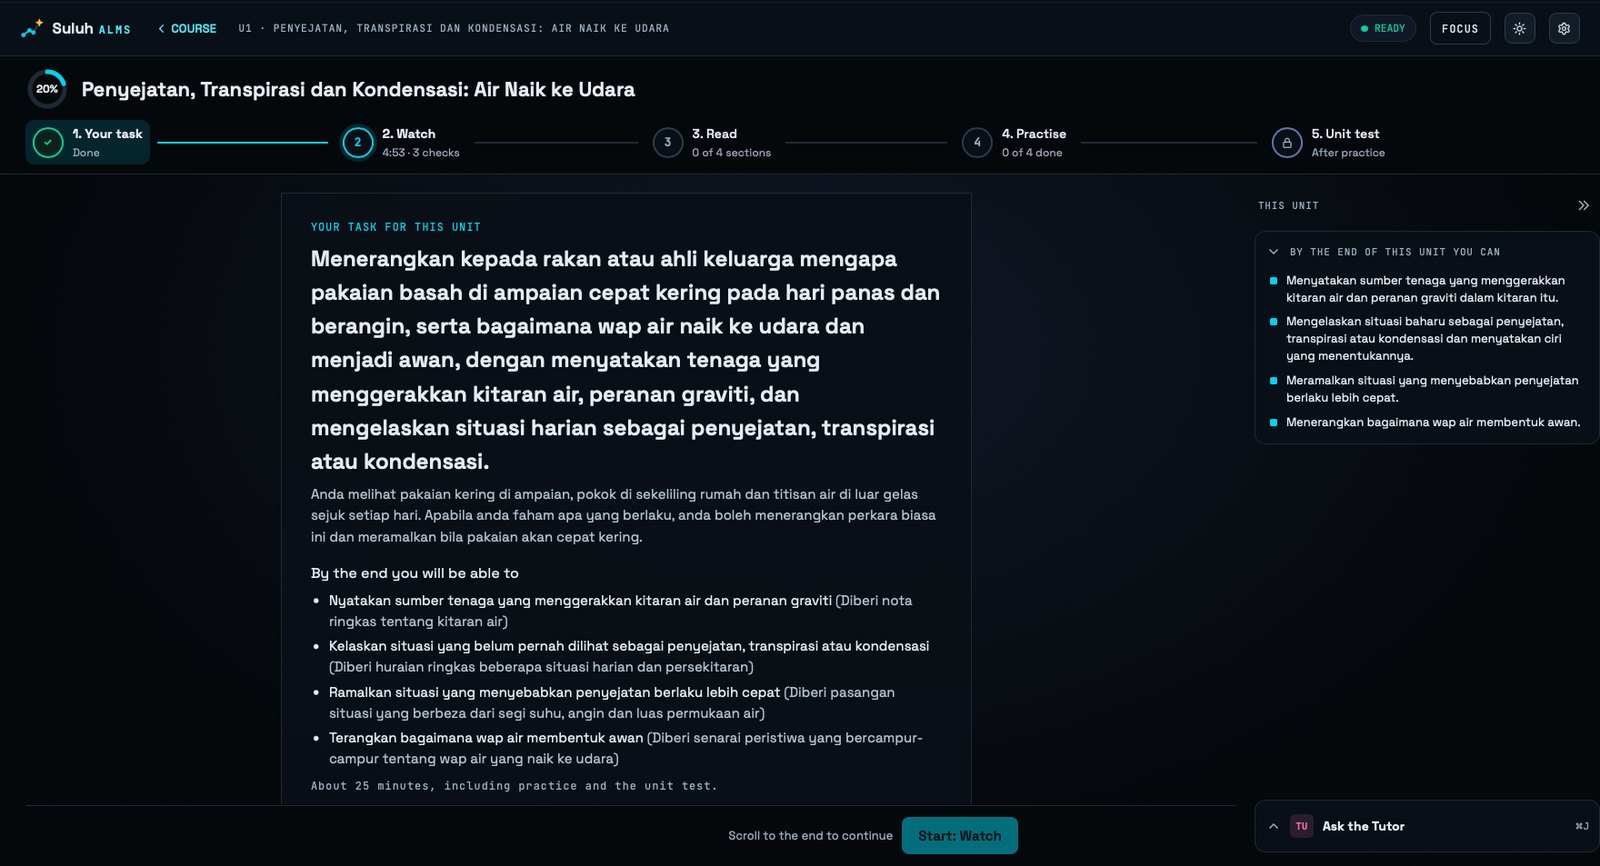 Suluh ALMS
COURSE
U1 · PENYEJATAN, TRANSPIRASI DAN KONDENSASI: AIR NAIK KE UDARA
READY
FOCUS
20%
Penyejatan, Transpirasi dan Kondensasi: Air Naik ke Udara
1. Your task
Done
2
2. Watch
4:53 · 3 checks
3
3. Read
0 of 4 sections
4
4. Practise
0 of 4 done
5. Unit test
After practice
YOUR TASK FOR THIS UNIT
Menerangkan kepada rakan atau ahli keluarga mengapa
pakaian basah di ampaian cepat kering pada hari panas dan
berangin, serta bagaimana wap air naik ke udara dan
menjadi awan, dengan menyatakan tenaga yang
menggerakkan kitaran air, peranan graviti, dan
mengelaskan situasi harian sebagai penyejatan, transpirasi
atau kondensasi.
Anda melihat pakaian kering di ampaian, pokok di sekeliling rumah dan titisan air di luar gelas
sejuk setiap hari. Apabila anda faham apa yang berlaku, anda boleh menerangkan perkara biasa
ini dan meramalkan bila pakaian akan cepat kering.
By the end you will be able to
• Nyatakan sumber tenaga yang menggerakkan kitaran air dan peranan graviti (Diberi nota
ringkas tentang kitaran air)
• Kelaskan situasi yang belum pernah dilihat sebagai penyejatan, transpirasi atau kondensasi
(Diberi huraian ringkas beberapa situasi harian dan persekitaran)
• Ramalkan situasi yang menyebabkan penyejatan berlaku lebih cepat (Diberi pasangan
situasi yang berbeza dari segi suhu, angin dan luas permukaan air)
• Terangkan bagaimana wap air membentuk awan (Diberi senarai peristiwa yang bercampur-
campur tentang wap air yang naik ke udara)
About 25 minutes, including practice and the unit test.
Scroll to the end to continue
Start: Watch
THIS UNIT
BY THE END OF THIS UNIT YOU CAN
Menyatakan sumber tenaga yang menggerakkan
kitaran air dan peranan graviti dalam kitaran itu.
Mengelaskan situasi baharu sebagai penyejatan,
transpirasi atau kondensasi dan menyatakan ciri
yang menentukannya.
Meramalkan situasi yang menyebabkan penyejatan
berlaku lebih cepat.
Menerangkan bagaimana wap air membentuk awan.
TU
Ask the Tutor
⌘J